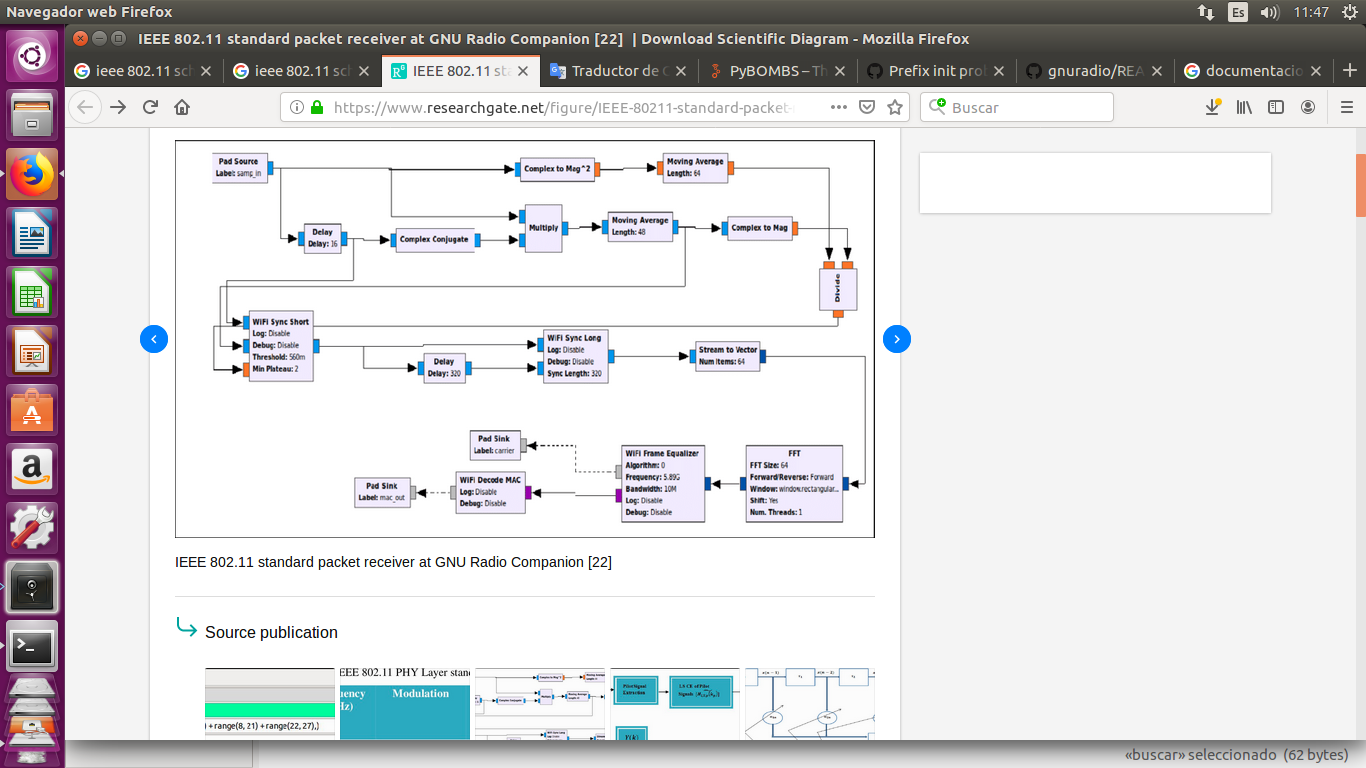 Navegador web Firefox
Es
11:47
IEEE 802.11 standard packet receiver at GNU Radio Companion [22] | Download Scientific Diagram - Mozilla Firefox
ieee 802.11 sch
ieee 802.11 sch
IEEE 802.11 sta
Traductor de G
PyBOMBS – Th
Prefix init prob
gnuradio/REA
documentacio
https://www.researchgate.net/figure/IEEE-80211-standard-packet-
Buscar
Pad Source
Label: samp_in
Complex to Mag^2
Moving Average
Length: 64
Delay
Delay: 16
Complex Conjugate
Multiply
Moving Average
Length: 48
Complex to Mag
Divide
WiFi Sync Short
Log: Disable
Debug: Disable
Threshold: 560m
Min Plateau: 2
Delay
Delay: 320
WiFi Sync Long
Log: Disable
Debug: Disable
Sync Length: 320
Stream to Vector
Num Items: 64
Pad Sink
Label: carrier
Pad Sink
Label: mac_out
WiFi Decode MAC
Log: Disable
Debug: Disable
WiFi Frame Equalizer
Algorithm: 0
Frequency: 5.89G
Bandwidth: 10M
Log: Disable
Debug: Disable
FFT
FFT Size: 64
Forward/Reverse: Forward
Window: window.rectangular...
Shift: Yes
Num. Threads: 1
IEEE 802.11 standard packet receiver at GNU Radio Companion [22]
Source publication
+ range(8, 21) + range(22, 27),)
EEE 802.11 PHY Layer stan
uency
Hz)
Modulation
Pilot Signal
Extraction
«buscar» seleccionado (62 bytes)